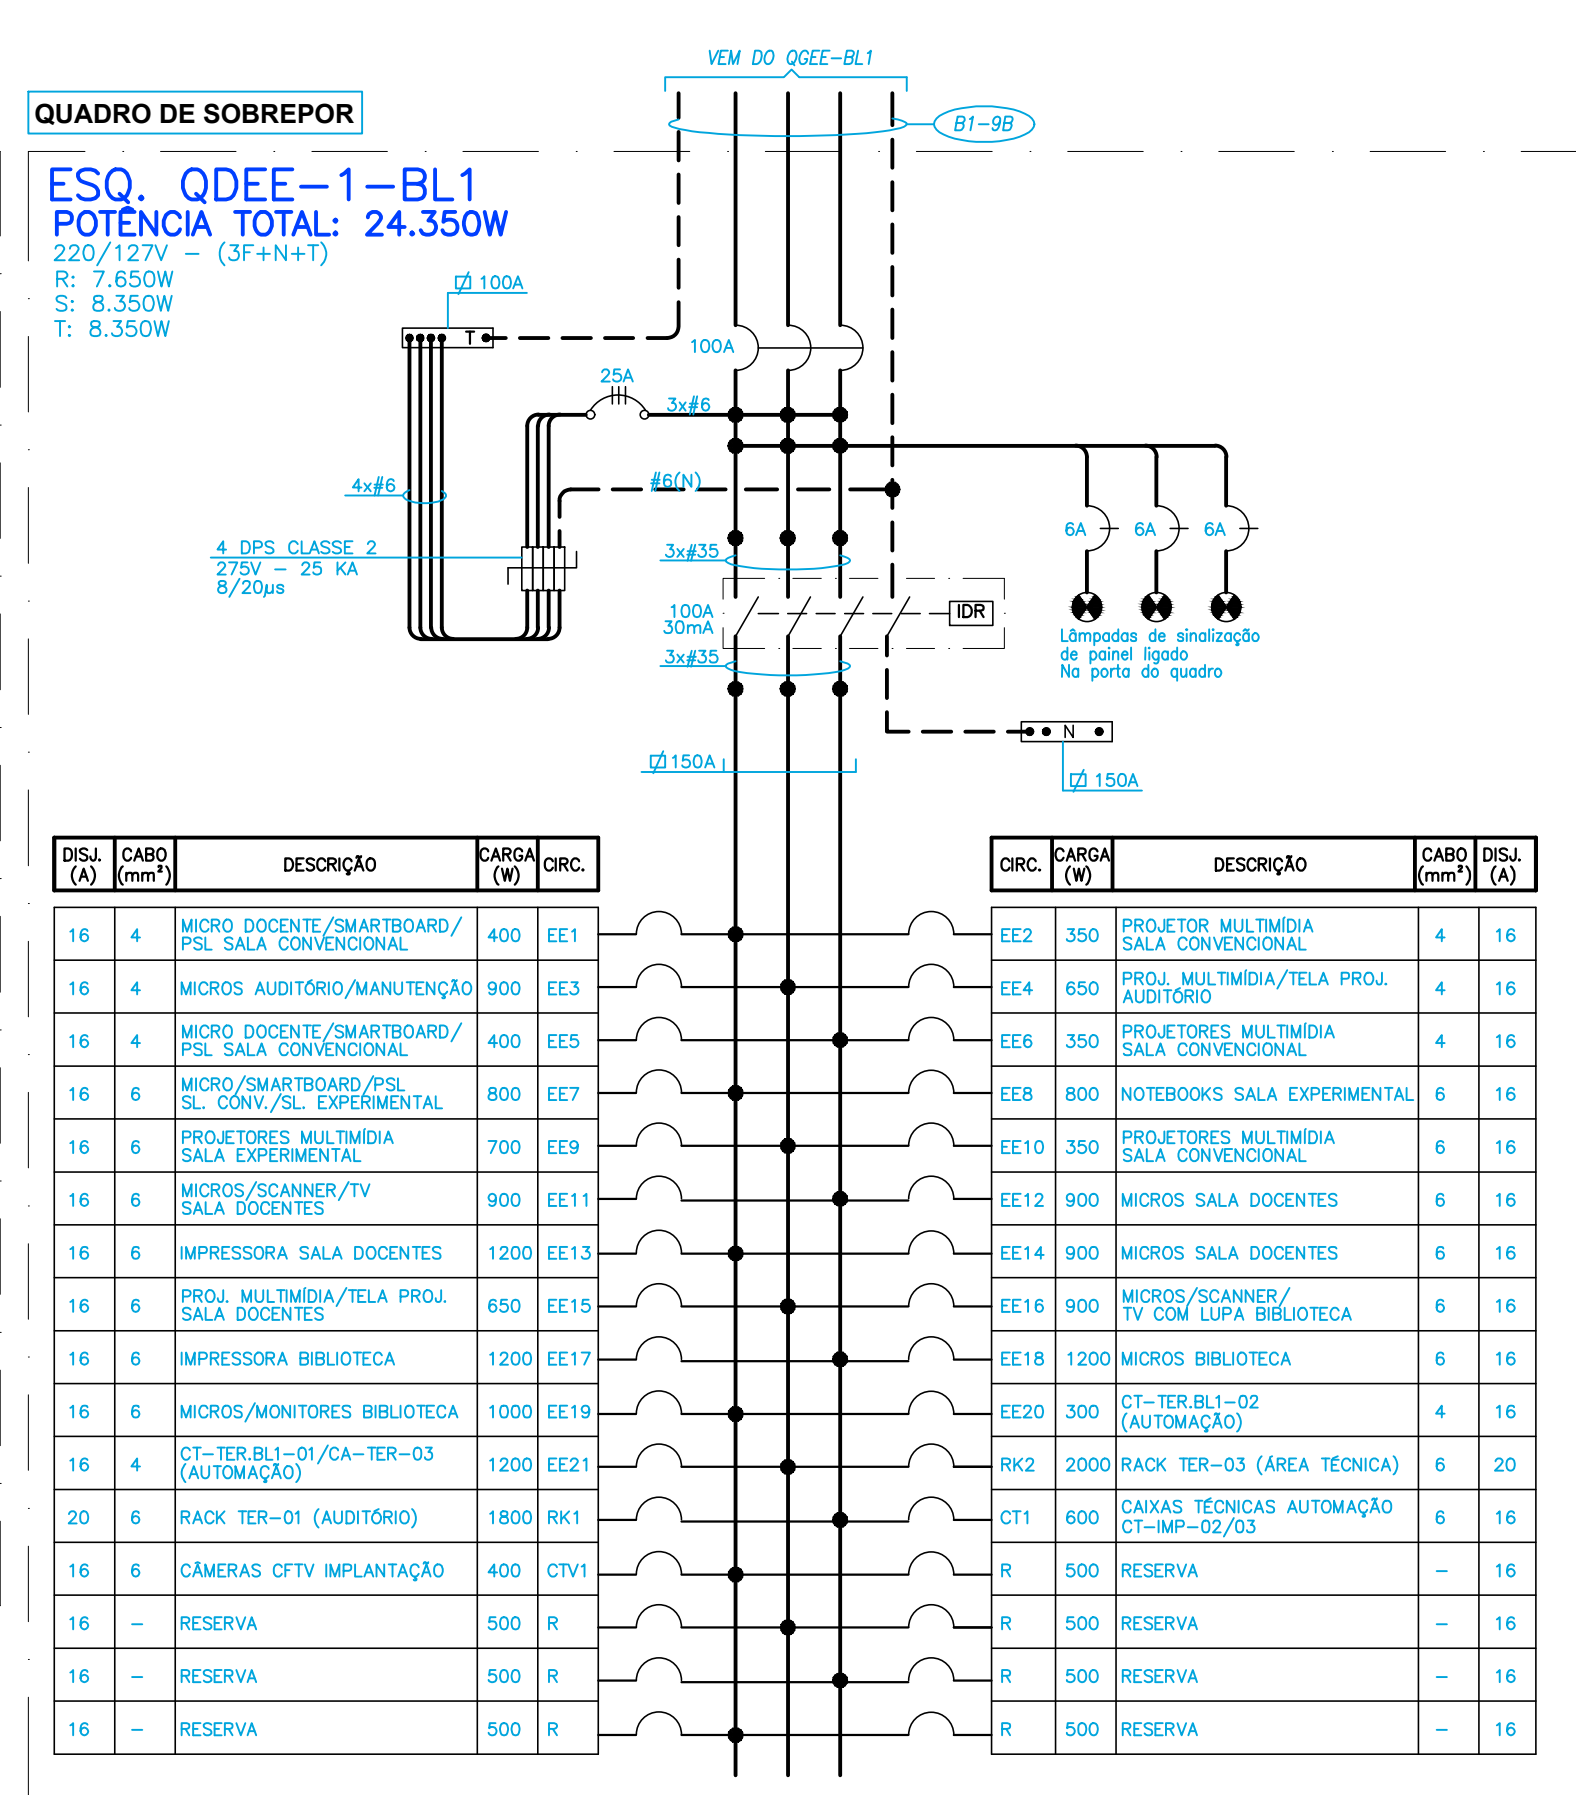 VEM DO QGEE-BL1
QUADRO DE SOBREPOR
B1-9B
ESQ. QDEE-1-BL1
POTÊNCIA TOTAL: 24.350W
220/127V - (3F+N+T)
R: 7.650W
S: 8.350W
T: 8.350W
100A
T
100A
25A
3x#6
4x#6
#6(N)
6A 6A 6A
4 DPS CLASSE 2
275V - 25 KA
8/20µs
3x#35
100A
30mA
IDR
3x#35
Lâmpadas de sinalização
de painel ligado
Na porta do quadro
N
150A
150A
DISJ. (A) CABO (mm²) DESCRIÇÃO CARGA (W) CIRC.
16 4 MICRO DOCENTE/SMARTBOARD/
PSL SALA CONVENCIONAL 400 EE1
16 4 MICROS AUDITÓRIO/MANUTENÇÃO 900 EE3
16 4 MICRO DOCENTE/SMARTBOARD/
PSL SALA CONVENCIONAL 400 EE5
16 6 MICRO/SMARTBOARD/PSL
SL. CONV./SL. EXPERIMENTAL 800 EE7
16 6 PROJETORES MULTIMÍDIA
SALA EXPERIMENTAL 700 EE9
16 6 MICROS/SCANNER/TV
SALA DOCENTES 900 EE11
16 6 IMPRESSORA SALA DOCENTES 1200 EE13
16 6 PROJ. MULTIMÍDIA/TELA PROJ.
SALA DOCENTES 650 EE15
16 6 IMPRESSORA BIBLIOTECA 1200 EE17
16 6 MICROS/MONITORES BIBLIOTECA 1000 EE19
16 4 CT-TER.BL1-01/CA-TER-03
(AUTOMAÇÃO) 1200 EE21
20 6 RACK TER-01 (AUDITÓRIO) 1800 RK1
16 6 CÂMERAS CFTV IMPLANTAÇÃO 400 CTV1
16 - RESERVA 500 R
16 - RESERVA 500 R
16 - RESERVA 500 R
CIRC. CARGA (W) DESCRIÇÃO CABO (mm²) DISJ. (A)
EE2 350 PROJETOR MULTIMÍDIA
SALA CONVENCIONAL 4 16
EE4 650 PROJ. MULTIMÍDIA/TELA PROJ.
AUDITÓRIO 4 16
EE6 350 PROJETORES MULTIMÍDIA
SALA CONVENCIONAL 4 16
EE8 800 NOTEBOOKS SALA EXPERIMENTAL 6 16
EE10 350 PROJETORES MULTIMÍDIA
SALA CONVENCIONAL 6 16
EE12 900 MICROS SALA DOCENTES 6 16
EE14 900 MICROS SALA DOCENTES 6 16
EE16 900 MICROS/SCANNER/
TV COM LUPA BIBLIOTECA 6 16
EE18 1200 MICROS BIBLIOTECA 6 16
EE20 300 CT-TER.BL1-02
(AUTOMAÇÃO) 4 16
RK2 2000 RACK TER-03 (ÁREA TÉCNICA) 6 20
CT1 600 CAIXAS TÉCNICAS AUTOMAÇÃO
CT-IMP-02/03 6 16
R 500 RESERVA - 16
R 500 RESERVA - 16
R 500 RESERVA - 16
R 500 RESERVA - 16